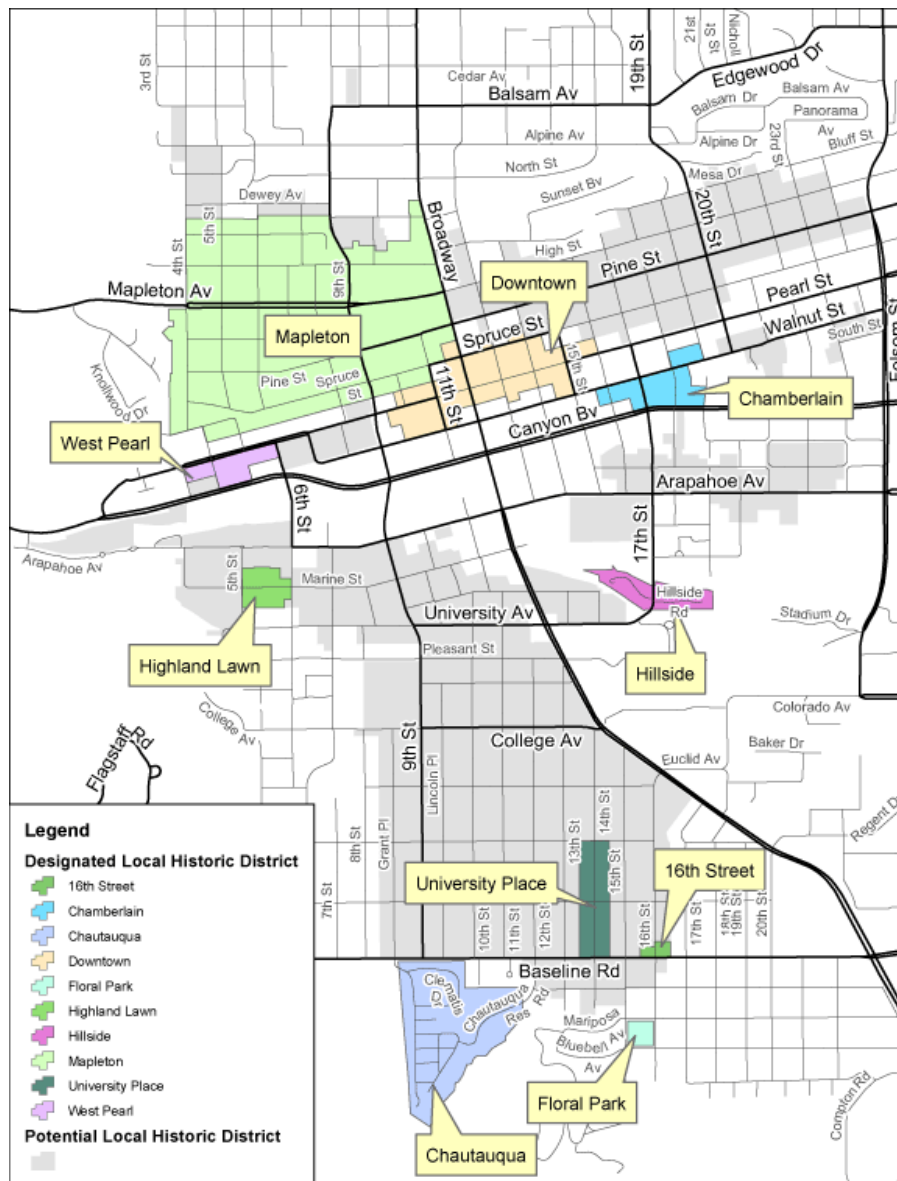 3rd St
19th St
21st St
Nicholl St
Edgewood Dr
Cedar Av
Balsam Av
Balsam Dr
Balsam Av
Panorama Av
Alpine Av
Alpine Dr
23rd St
Bluff St
North St
Mesa Dr
Dewey Av
Sunset Bv
5th St
4th St
Broadway
20th St
High St
9th St
Pine St
Mapleton Av
Downtown
Pearl St
Mapleton
Spruce St
Walnut St
South St
Folsom St
15th St
Pine St
Spruce St
11th St
Knollwood Dr
Chamberlain
West Pearl
Canyon Bv
Arapahoe Av
6th St
17th St
Arapahoe Av
5th St
Marine St
Hillside Rd
University Av
Stadium Dr
Pleasant St
Highland Lawn
Hillside
College Av
Colorado Av
9th St
College Av
Baker Dr
Euclid Av
Flagstaff Rd
Lincoln Pl
Regent Dr
8th St
Grant Pl
13th St
14th St
15th St
16th Street
University Place
7th St
10th St
11th St
12th St
16th St
17th St
18th St
19th St
20th St
Baseline Rd
Clematis Dr
Chautauqua Res Rd
Mariposa Av
Bluebell Av
Floral Park
Compton Rd
Chautauqua
Legend
Designated Local Historic District
16th Street
Chamberlain
Chautauqua
Downtown
Floral Park
Highland Lawn
Hillside
Mapleton
University Place
West Pearl
Potential Local Historic District